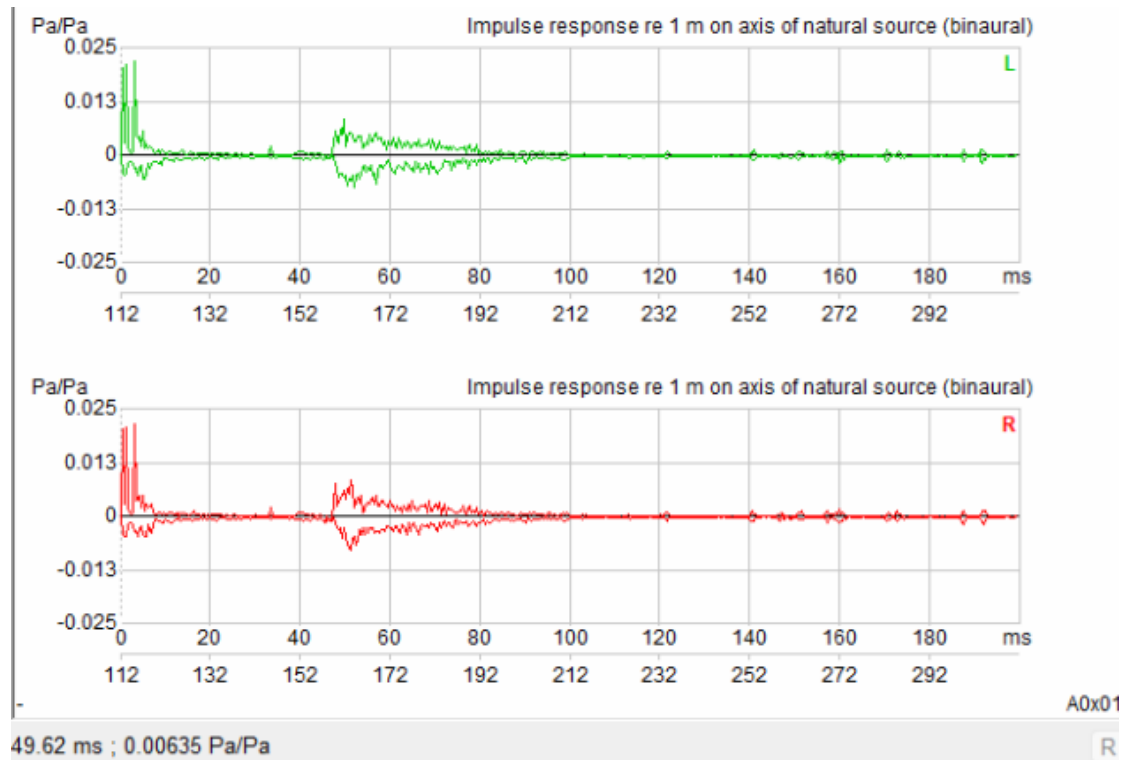 Pa/Pa Impulse response re 1 m on axis of natural source (binaural)
0.025
L
0.013
0
-0.013
-0.025
0 20 40 60 80 100 120 140 160 180 ms
112 132 152 172 192 212 232 252 272 292
Pa/Pa Impulse response re 1 m on axis of natural source (binaural)
0.025
R
0.013
0
-0.013
-0.025
0 20 40 60 80 100 120 140 160 180 ms
112 132 152 172 192 212 232 252 272 292
- A0x01
49.62 ms ; 0.00635 Pa/Pa R